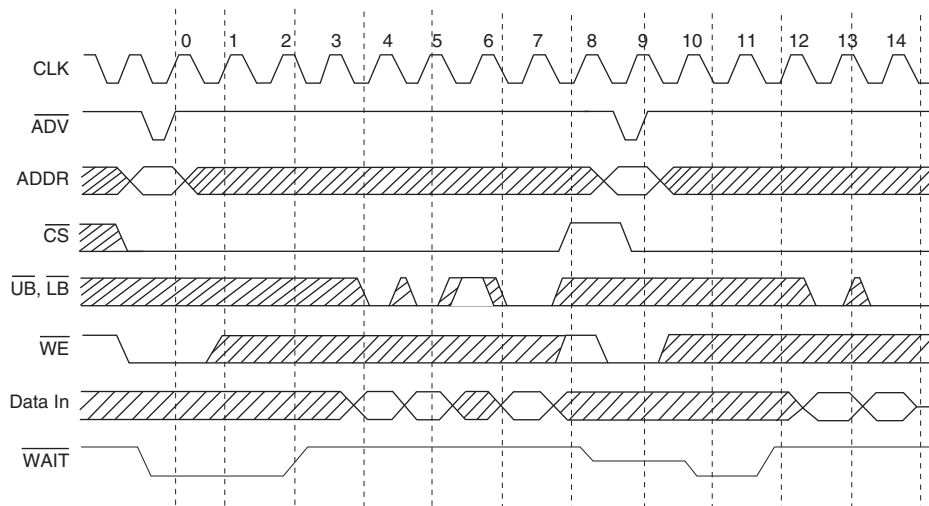 0 1 2 3 4 5 6 7 8 9 10 11 12 13 14
CLK
ADV
ADDR
CS
UB, LB
WE
Data In
WAIT